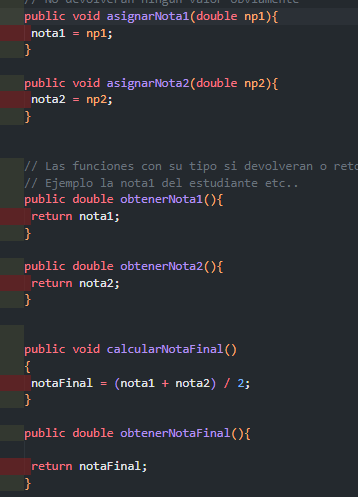 // No devolveran ningun valor obviamente
public void asignarNota1(double np1){
nota1 = np1;
}
public void asignarNota2(double np2){
nota2 = np2;
}
// Las funciones con su tipo si devolveran o reto
// Ejemplo la nota1 del estudiante etc..
public double obtenerNota1(){
return nota1;
}
public double obtenerNota2(){
return nota2;
}
public void calcularNotaFinal()
{
notaFinal = (nota1 + nota2) / 2;
}
public double obtenerNotaFinal(){
return notaFinal;
}